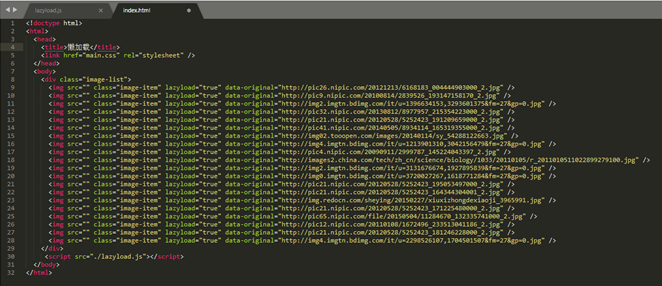 lazyload.js
index.html
1 <!doctype html>
2 <html>
3 <head>
4 <title>懒加载</title>
5 <link href="main.css" rel="stylesheet" />
6 </head>
7 <body>
8 <div class="image-list">
9 <img src="" class="image-item" lazyload="true" data-original="http://pic26.nipic.com/20121213/6168183_004444903000_2.jpg" />
10 <img src="" class="image-item" lazyload="true" data-original="http://pic9.nipic.com/20100814/2839526_193147158170_2.jpg" />
11 <img src="" class="image-item" lazyload="true" data-original="http://img2.imgtn.bdimg.com/it/u=1396634153,3293601375&fm=27&gp=0.jpg" />
12 <img src="" class="image-item" lazyload="true" data-original="http://pic32.nipic.com/20130812/8977957_215354223000_2.jpg" />
13 <img src="" class="image-item" lazyload="true" data-original="http://pic21.nipic.com/20120528/5252423_191209659000_2.jpg" />
14 <img src="" class="image-item" lazyload="true" data-original="http://pic41.nipic.com/20140505/8934114_165319355000_2.jpg" />
15 <img src="" class="image-item" lazyload="true" data-original="http://img02.tooopen.com/images/20140114/sy_54288122663.jpg" />
16 <img src="" class="image-item" lazyload="true" data-original="http://img4.imgtn.bdimg.com/it/u=1213901310,3042156479&fm=27&gp=0.jpg" />
17 <img src="" class="image-item" lazyload="true" data-original="http://pic4.nipic.com/20090911/2999787_145224043397_2.jpg" />
18 <img src="" class="image-item" lazyload="true" data-original="http://images2.china.com/tech/zh_cn/science/biology/1033/20110105/r_2011010511022899279100.jpg" />
19 <img src="" class="image-item" lazyload="true" data-original="http://img2.imgtn.bdimg.com/it/u=3131676674,1927895839&fm=27&gp=0.jpg" />
20 <img src="" class="image-item" lazyload="true" data-original="http://img0.imgtn.bdimg.com/it/u=3720027267,1618771284&fm=27&gp=0.jpg" />
21 <img src="" class="image-item" lazyload="true" data-original="http://pic21.nipic.com/20120528/5252423_195053497000_2.jpg" />
22 <img src="" class="image-item" lazyload="true" data-original="http://pic21.nipic.com/20120528/5252423_164344304001_2.jpg" />
23 <img src="" class="image-item" lazyload="true" data-original="http://img.redocn.com/sheying/20150227/xiuxizhongdexiaoji_3965991.jpg" />
24 <img src="" class="image-item" lazyload="true" data-original="http://pic21.nipic.com/20120528/5252423_171225480000_2.jpg" />
25 <img src="" class="image-item" lazyload="true" data-original="http://pic65.nipic.com/file/20150504/11284670_132335741000_2.jpg" />
26 <img src="" class="image-item" lazyload="true" data-original="http://pic12.nipic.com/20110108/1672496_233513041186_2.jpg" />
27 <img src="" class="image-item" lazyload="true" data-original="http://pic21.nipic.com/20120528/5252423_181246228000_2.jpg" />
28 <img src="" class="image-item" lazyload="true" data-original="http://img4.imgtn.bdimg.com/it/u=2298526107,1704501507&fm=27&gp=0.jpg" />
29 </div>
30 <script src="./lazyload.js"></script>
31 </body>
32 </html>